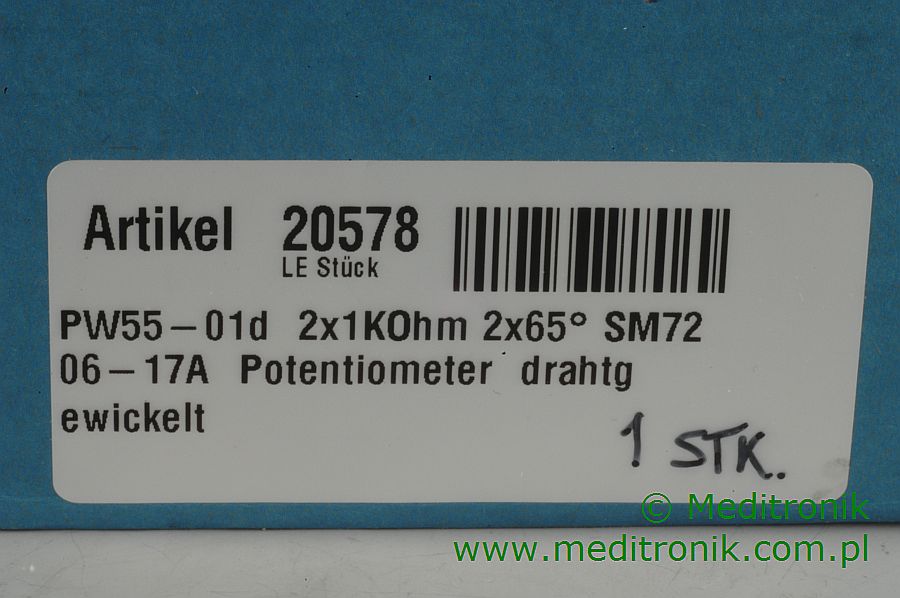 Artikel 20578
LE Stück
PW55-01d 2x1KOhm 2x65° SM72
06-17A Potentiometer drahtg
ewickelt
1 STK.
© Meditronik
www.meditronik.com.pl